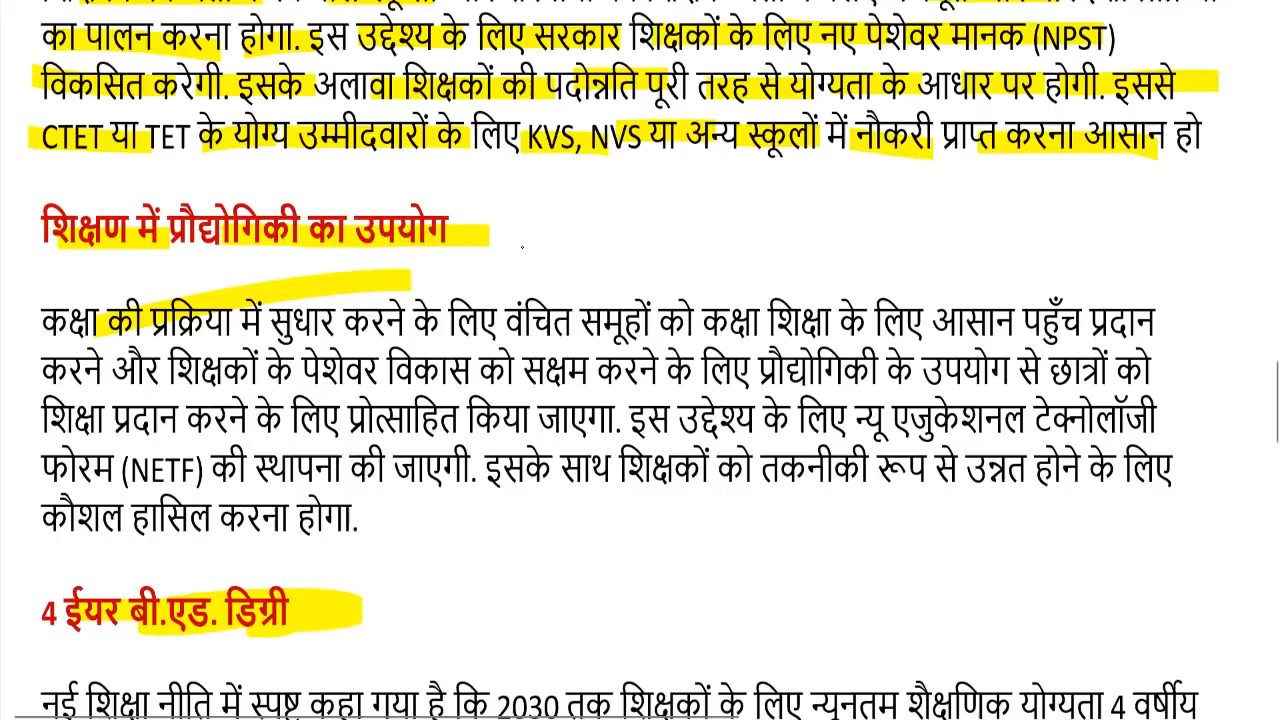 का पालन करना होगा. इस उद्देश्य के लिए सरकार शिक्षकों के लिए नए पेशेवर मानक (NPST)
विकसित करेगी. इसके अलावा शिक्षकों की पदोन्नति पूरी तरह से योग्यता के आधार पर होगी. इससे
CTET या TET के योग्य उम्मीदवारों के लिए KVS, NVS या अन्य स्कूलों में नौकरी प्राप्त करना आसान हो
शिक्षण में प्रौद्योगिकी का उपयोग
कक्षा की प्रक्रिया में सुधार करने के लिए वंचित समूहों को कक्षा शिक्षा के लिए आसान पहुँच प्रदान
करने और शिक्षकों के पेशेवर विकास को सक्षम करने के लिए प्रौद्योगिकी के उपयोग से छात्रों को
शिक्षा प्रदान करने के लिए प्रोत्साहित किया जाएगा. इस उद्देश्य के लिए न्यू एजुकेशनल टेक्नोलॉजी
फोरम (NETF) की स्थापना की जाएगी. इसके साथ शिक्षकों को तकनीकी रूप से उन्नत होने के लिए
कौशल हासिल करना होगा.
4 ईयर बी.एड. डिग्री
नई शिक्षा नीति में स्पष्ट कहा गया है कि 2030 तक शिक्षकों के लिए न्यूनतम शैक्षणिक योग्यता 4 वर्षीय